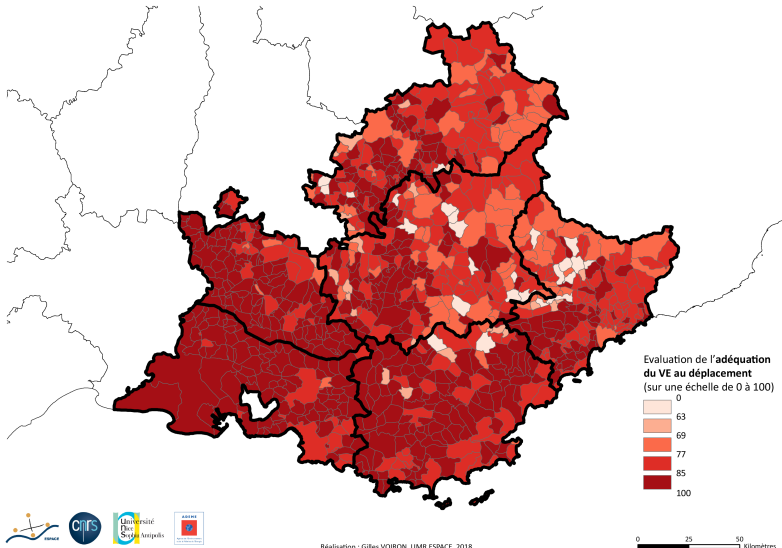 Evaluation de l'adéquation
du VE au déplacement
(sur une échelle de 0 à 100)
0
63
69
77
85
100
ESPACE
cnrs
Université
nice
Sophia Antipolis
ADEME
0 25 50
Kilomètres
Réalisation : Gilles VOIRON, UMR ESPACE, 2018